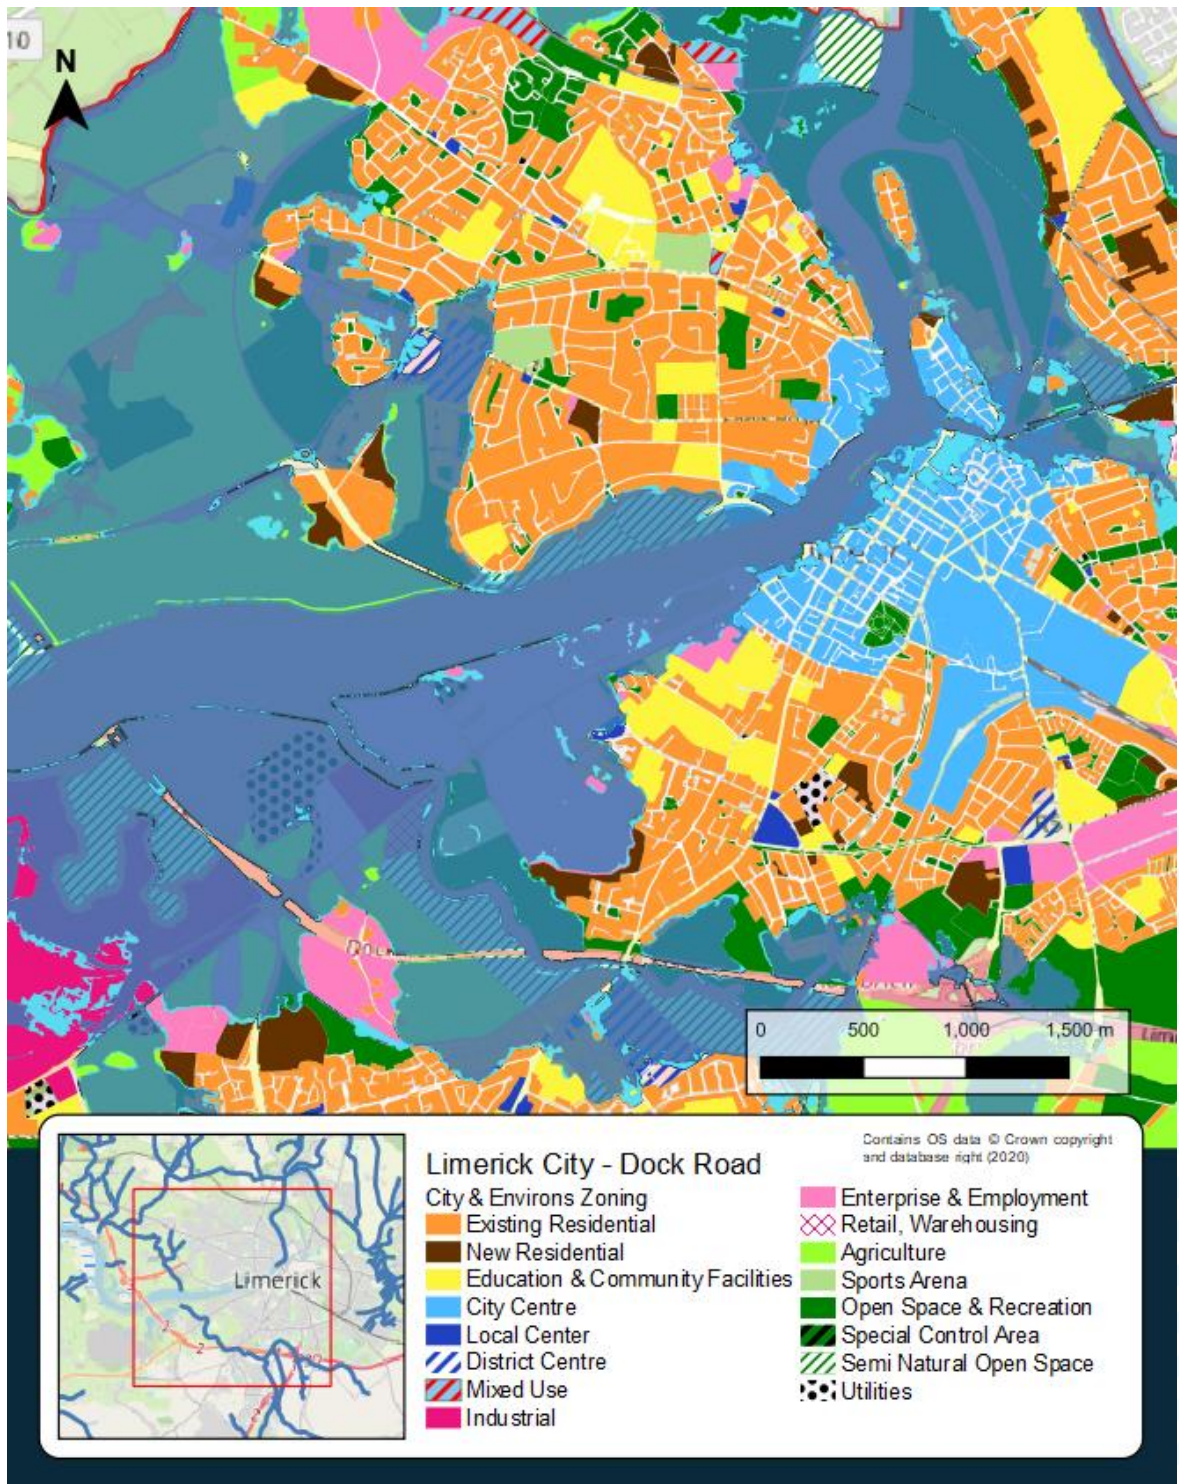 10
N
Dock
0 500 1,000 1,500 m
Contains OS data © Crown copyright
and database right (2020)
Limerick City - Dock Road
City & Environs Zoning
Existing Residential
New Residential
Education & Community Facilities
City Centre
Local Center
District Centre
Mixed Use
Industrial
Enterprise & Employment
Retail, Warehousing
Agriculture
Sports Arena
Open Space & Recreation
Special Control Area
Semi Natural Open Space
Utilities
Limerick
2